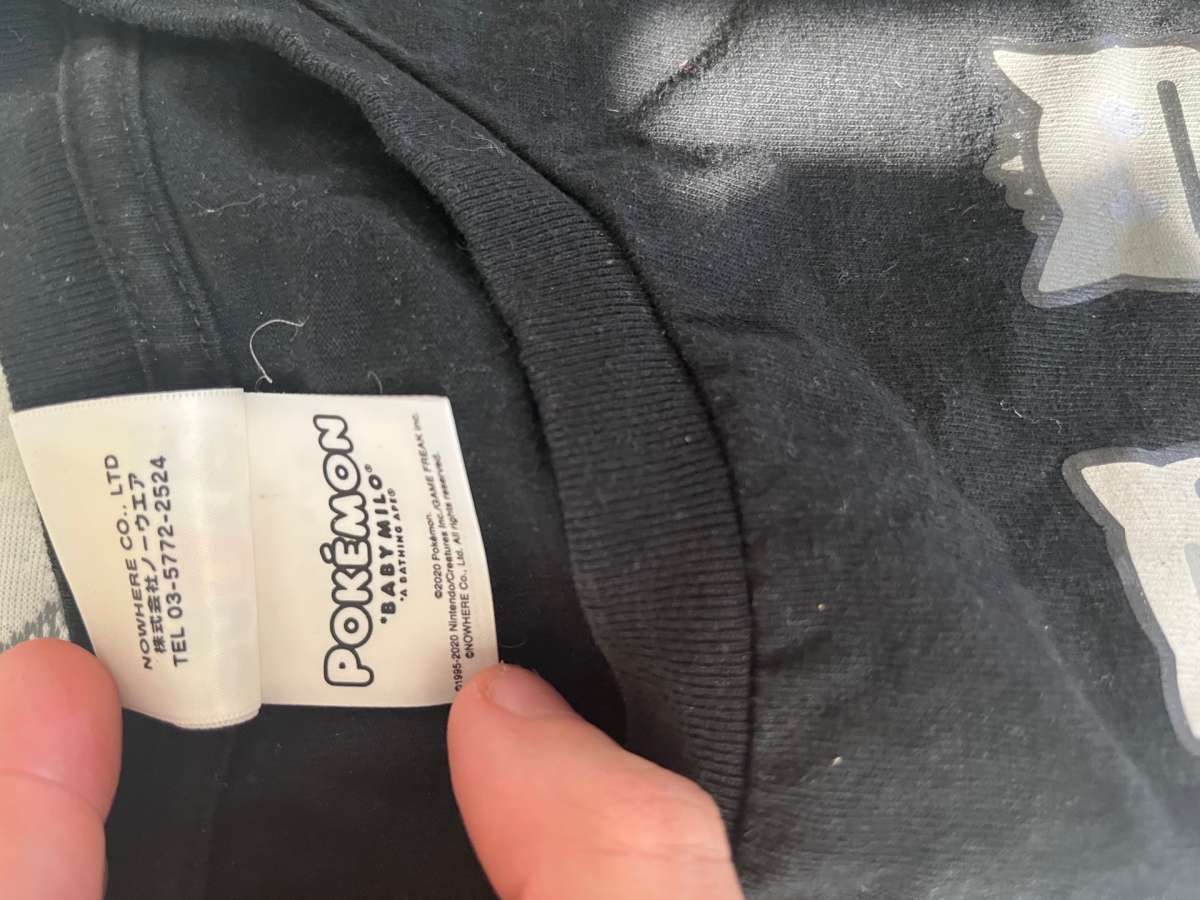 NOWHERE CO., LTD
株式会社ノーウエア
TEL 03-5772-2524
POKÉMON
*BABY MILO®
*A BATHING APE®
©2020 Pokémon.
©1995-2020 Nintendo/Creatures Inc./GAME FREAK inc.
©NOWHERE Co., Ltd. All rights reserved.